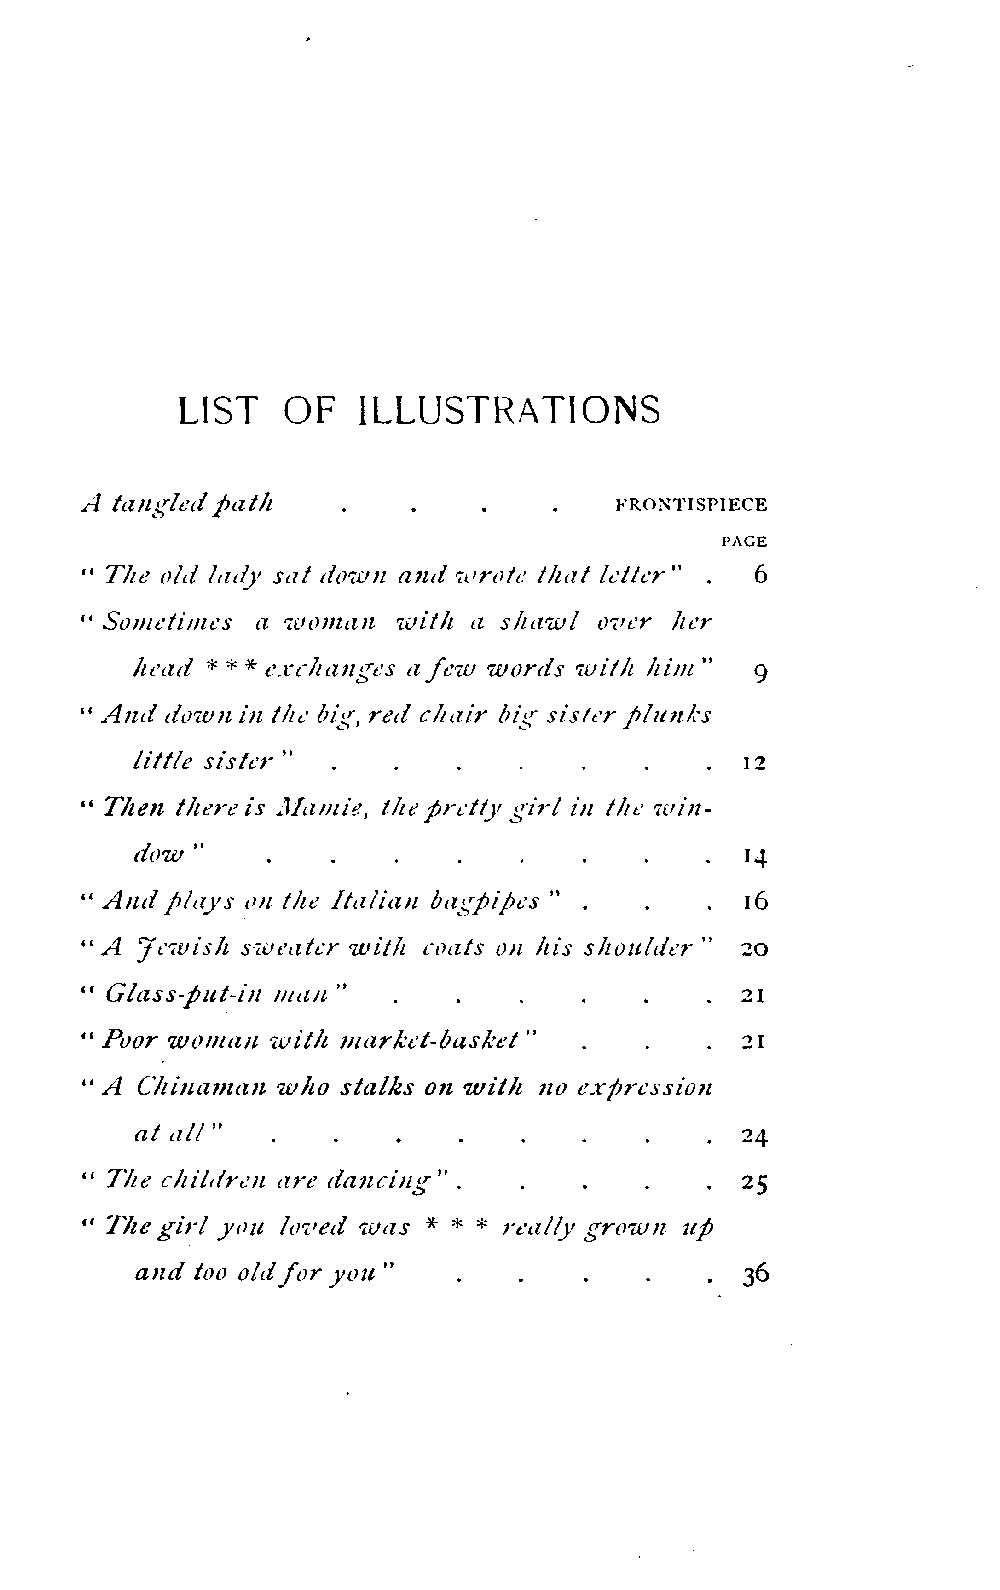 LIST OF ILLUSTRATIONS
A tangled path . . . . FRONTISPIECE
PAGE
" The old lady sat down and wrote that letter " . 6
" Sometimes a woman with a shawl over her
head * * * exchanges a few words with him " 9
" And down in the big, red chair big sister plunks
little sister " . . . . . . . 12
" Then there is Mamie, the pretty girl in the win-
dow " . . . . . . . . 14
" And plays on the Italian bagpipes " . . . 16
" A Jewish sweater with coats on his shoulder " 20
" Glass-put-in man " . . . . . . 21
" Poor woman with market-basket " . . . 21
" A Chinaman who stalks on with no expression
at all " . . . . . . . . 24
" The children are dancing " . . . . . 25
" The girl you loved was * * * really grown up
and too old for you " . . . . . 36